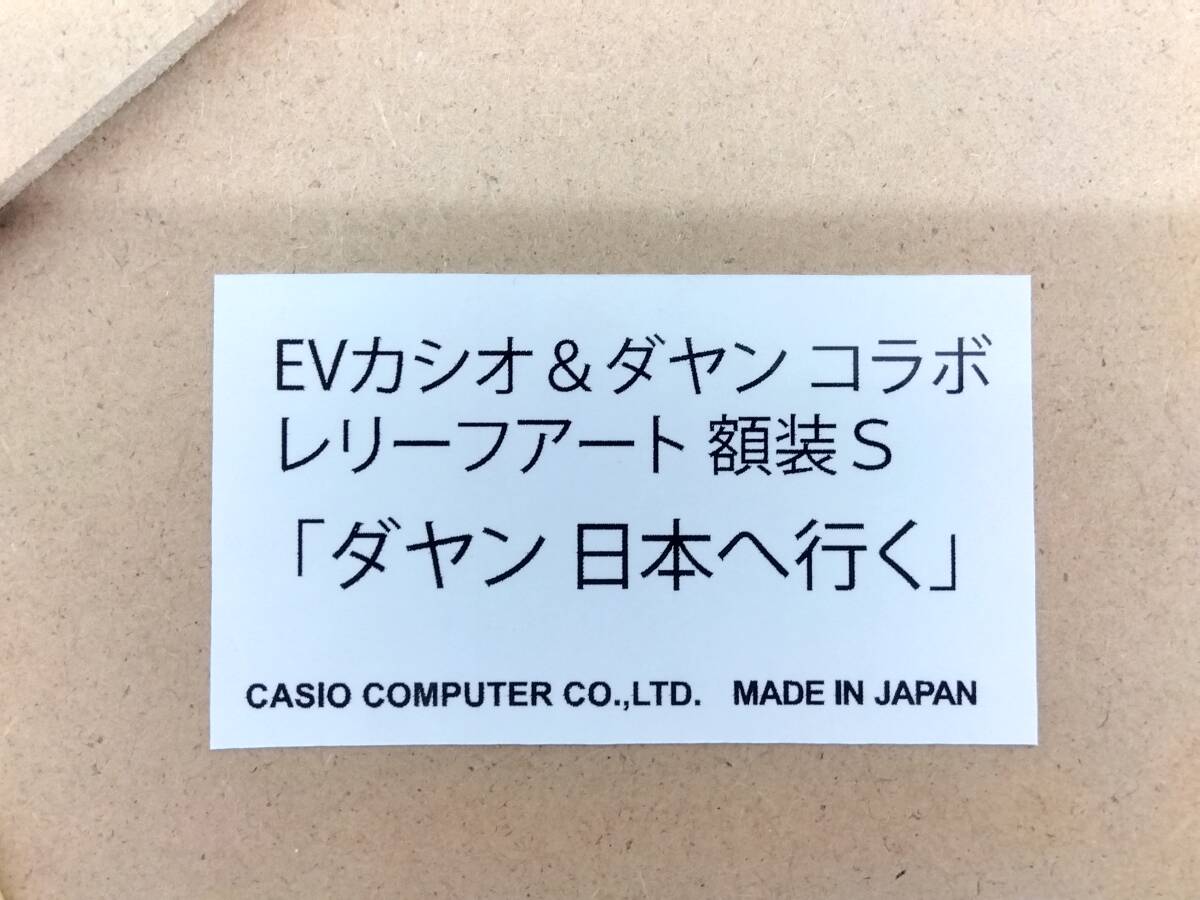 EVカシオ&ダヤン コラボ
レリーフアート 額装S
「ダヤン 日本へ行く」
CASIO COMPUTER CO.,LTD. MADE IN JAPAN